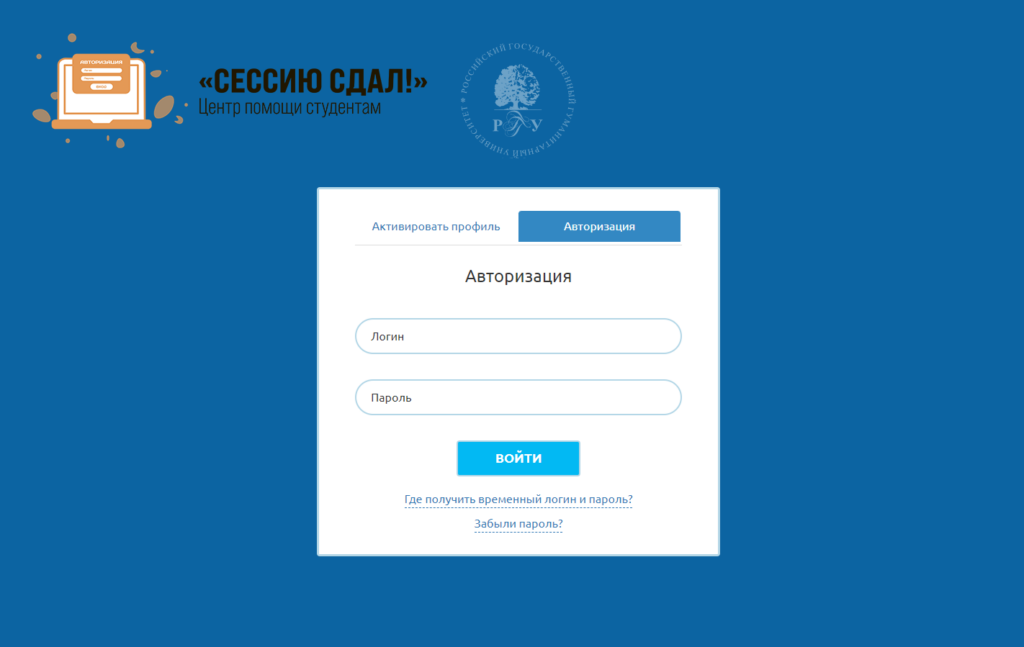 АВТОРИЗАЦИЯ
«СЕССИЮ СДАЛ!»
Центр помощи студентам
РОССИЙСКИЙ ГОСУДАРСТВЕННЫЙ ГУМАНИТАРНЫЙ УНИВЕРСИТЕТ
РГГУ
Активировать профиль
Авторизация
Авторизация
Логин
Пароль
ВОЙТИ
Где получить временный логин и пароль?
Забыли пароль?